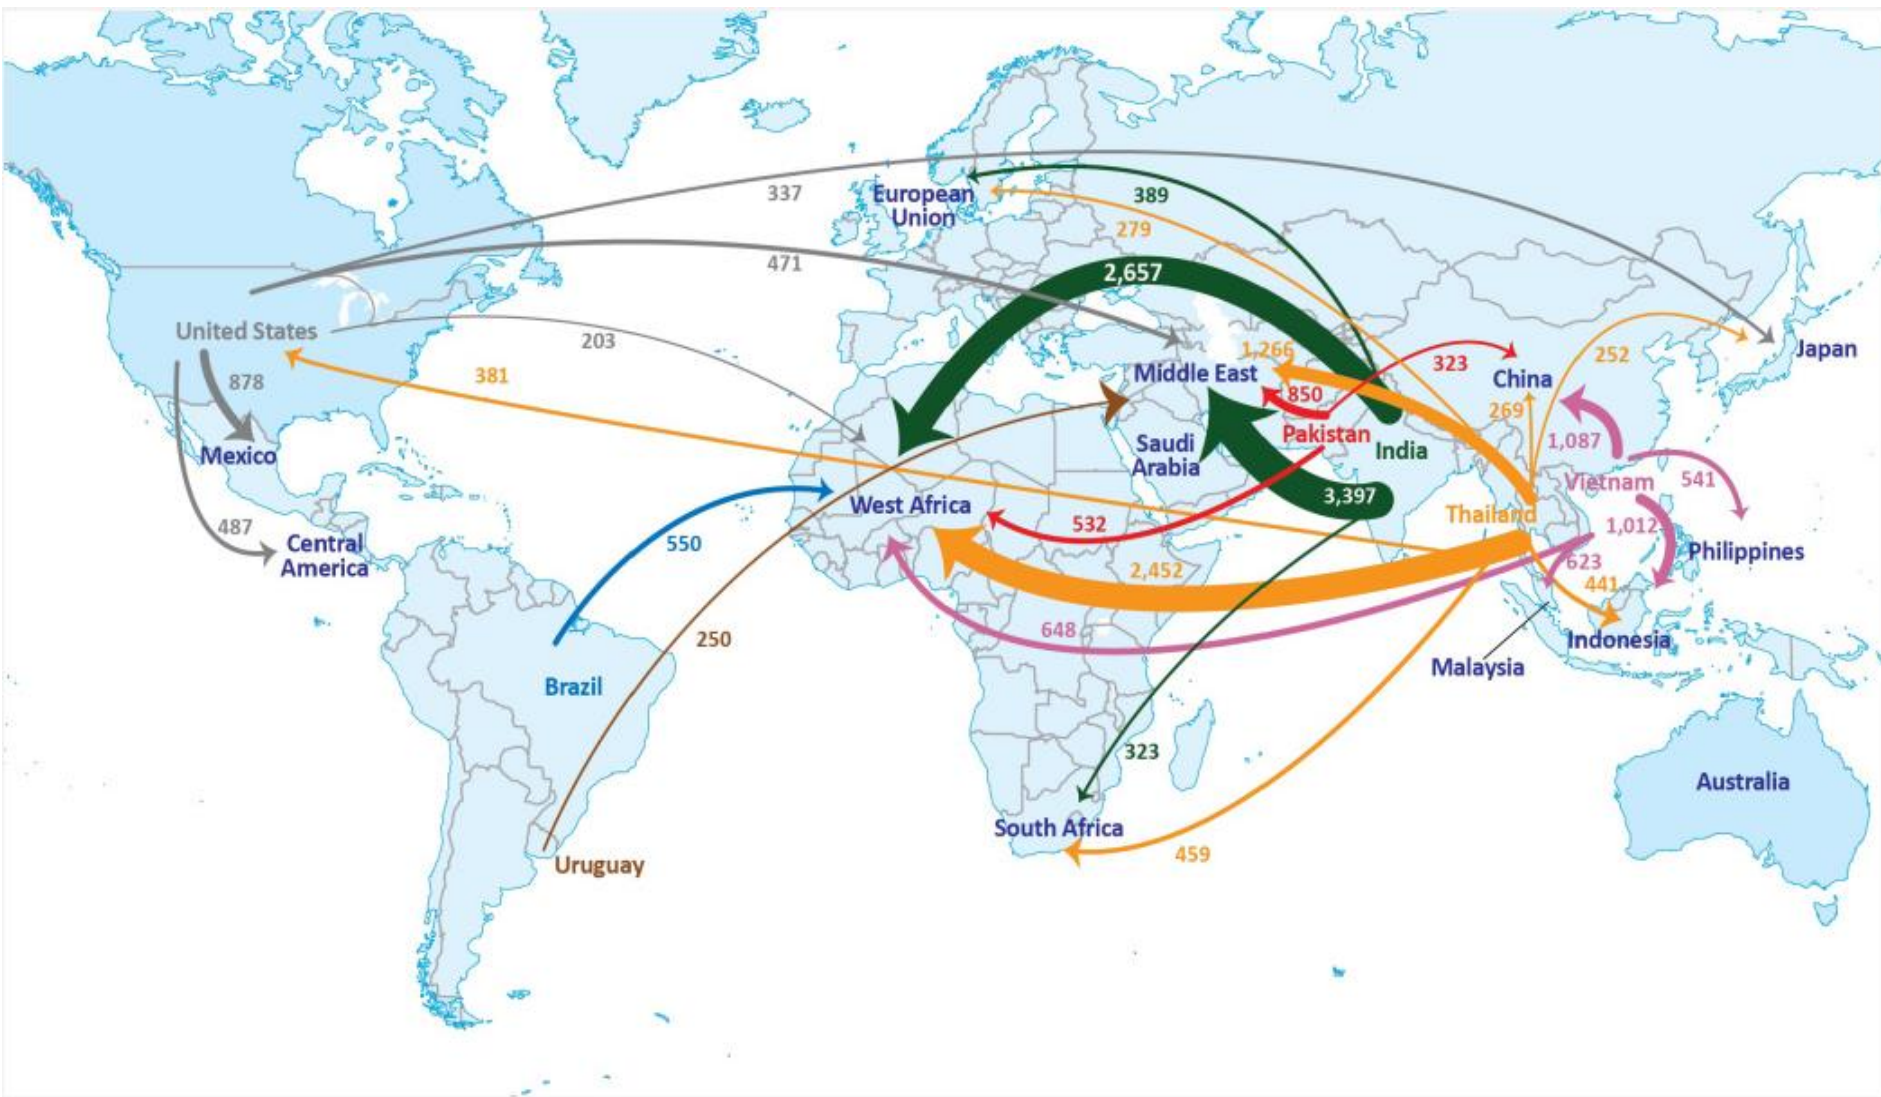 337
European
Union
389
279
471
2,657
United States
203
1,266
252
Japan
381
878
Middle East
850
323
China
269
Mexico
Saudi
Arabia
Pakistan
India
1,087
Vietnam
541
487
Central
America
550
West Africa
532
3,397
Thailand
1,012
Philippines
2,452
623
441
250
648
Indonesia
Malaysia
Brazil
323
Australia
South Africa
459
Uruguay